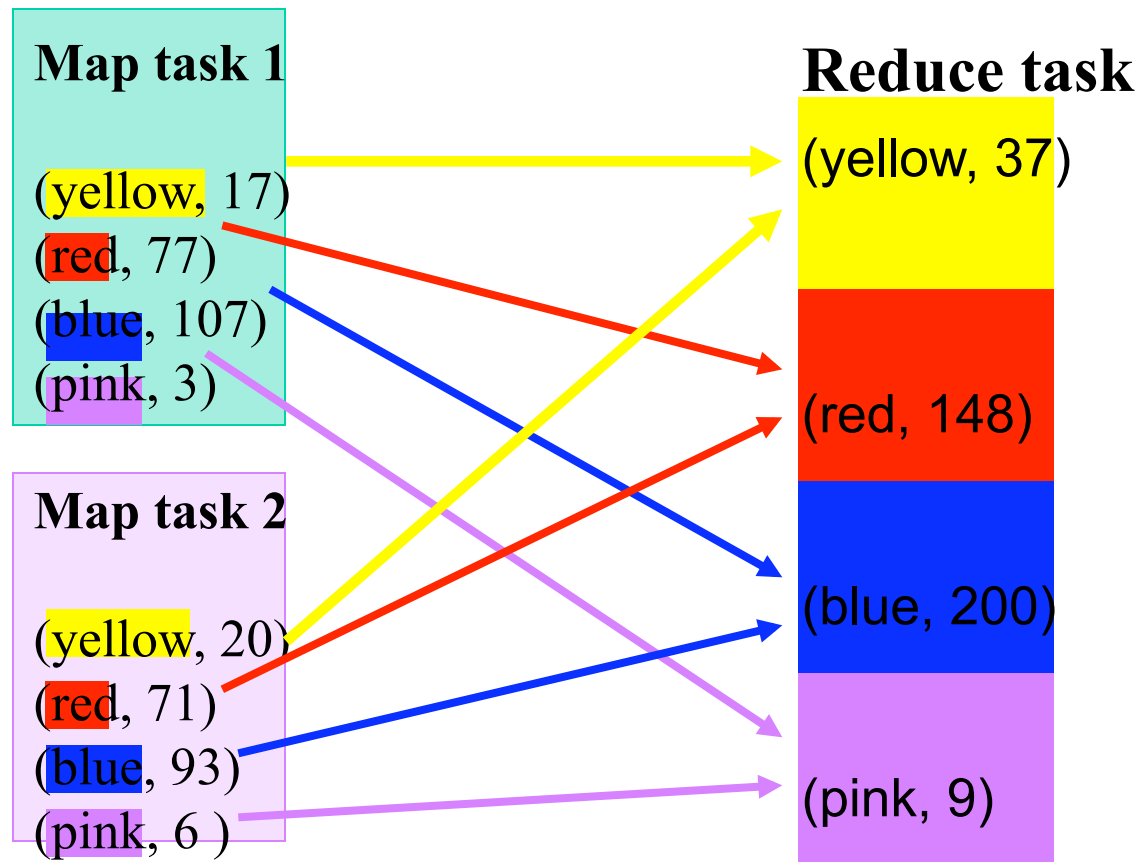 Map task 1
(yellow, 17)
(red, 77)
(blue, 107)
(pink, 3)
Map task 2
(yellow, 20)
(red, 71)
(blue, 93)
(pink, 6 )
Reduce task
(yellow, 37)
(red, 148)
(blue, 200)
(pink, 9)